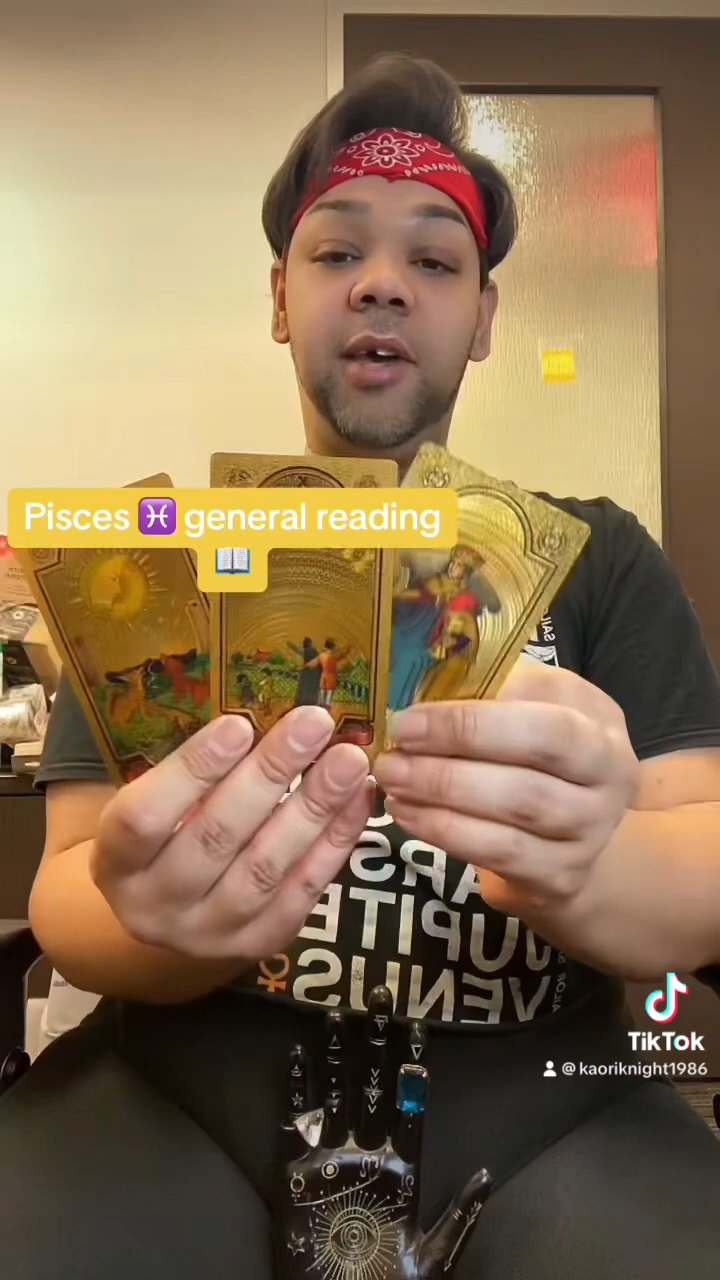 Pisces ♓ general reading
📖
MARS
JUPITER
VENUS
TikTok
@kaoriknight1986